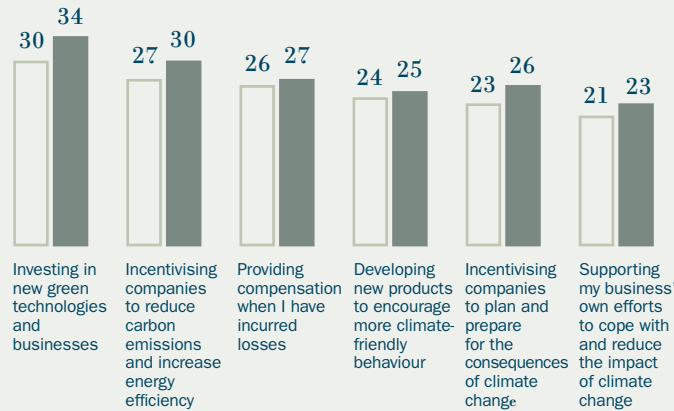 30 34
27 30
26 27
24 25
23 26
21 23
Investing in
new green
technologies
and
businesses
Incentivising
companies
to reduce
carbon
emissions
and increase
energy
efficiency
Providing
compensation
when I have
incurred
losses
Developing
new products
to encourage
more climate-
friendly
behaviour
Incentivising
companies
to plan and
prepare
for the
consequences
of climate
change
Supporting
my business'
own efforts
to cope with
and reduce
the impact
of climate
change